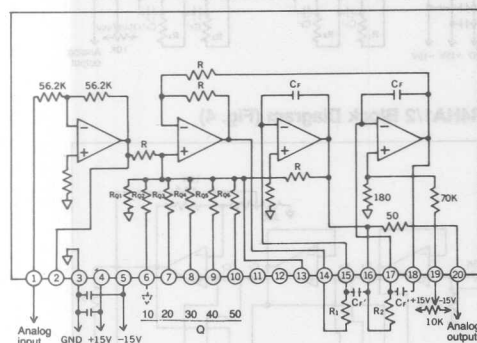 R
56.2K 56.2K
R
CF
CF
R
R
RQ1 RQ2 RQ3 RQ4 RQ5 RQ6
180
70K
50
1 2 3 4 5 6 7 8 9 10 11 12 13 14 15 16 17 18 19 20
Analog
input
GND +15V -15V
10 20 30 40 50
Q
R1
CF'
R2
CF'
+15V -15V
10K
Analog
output